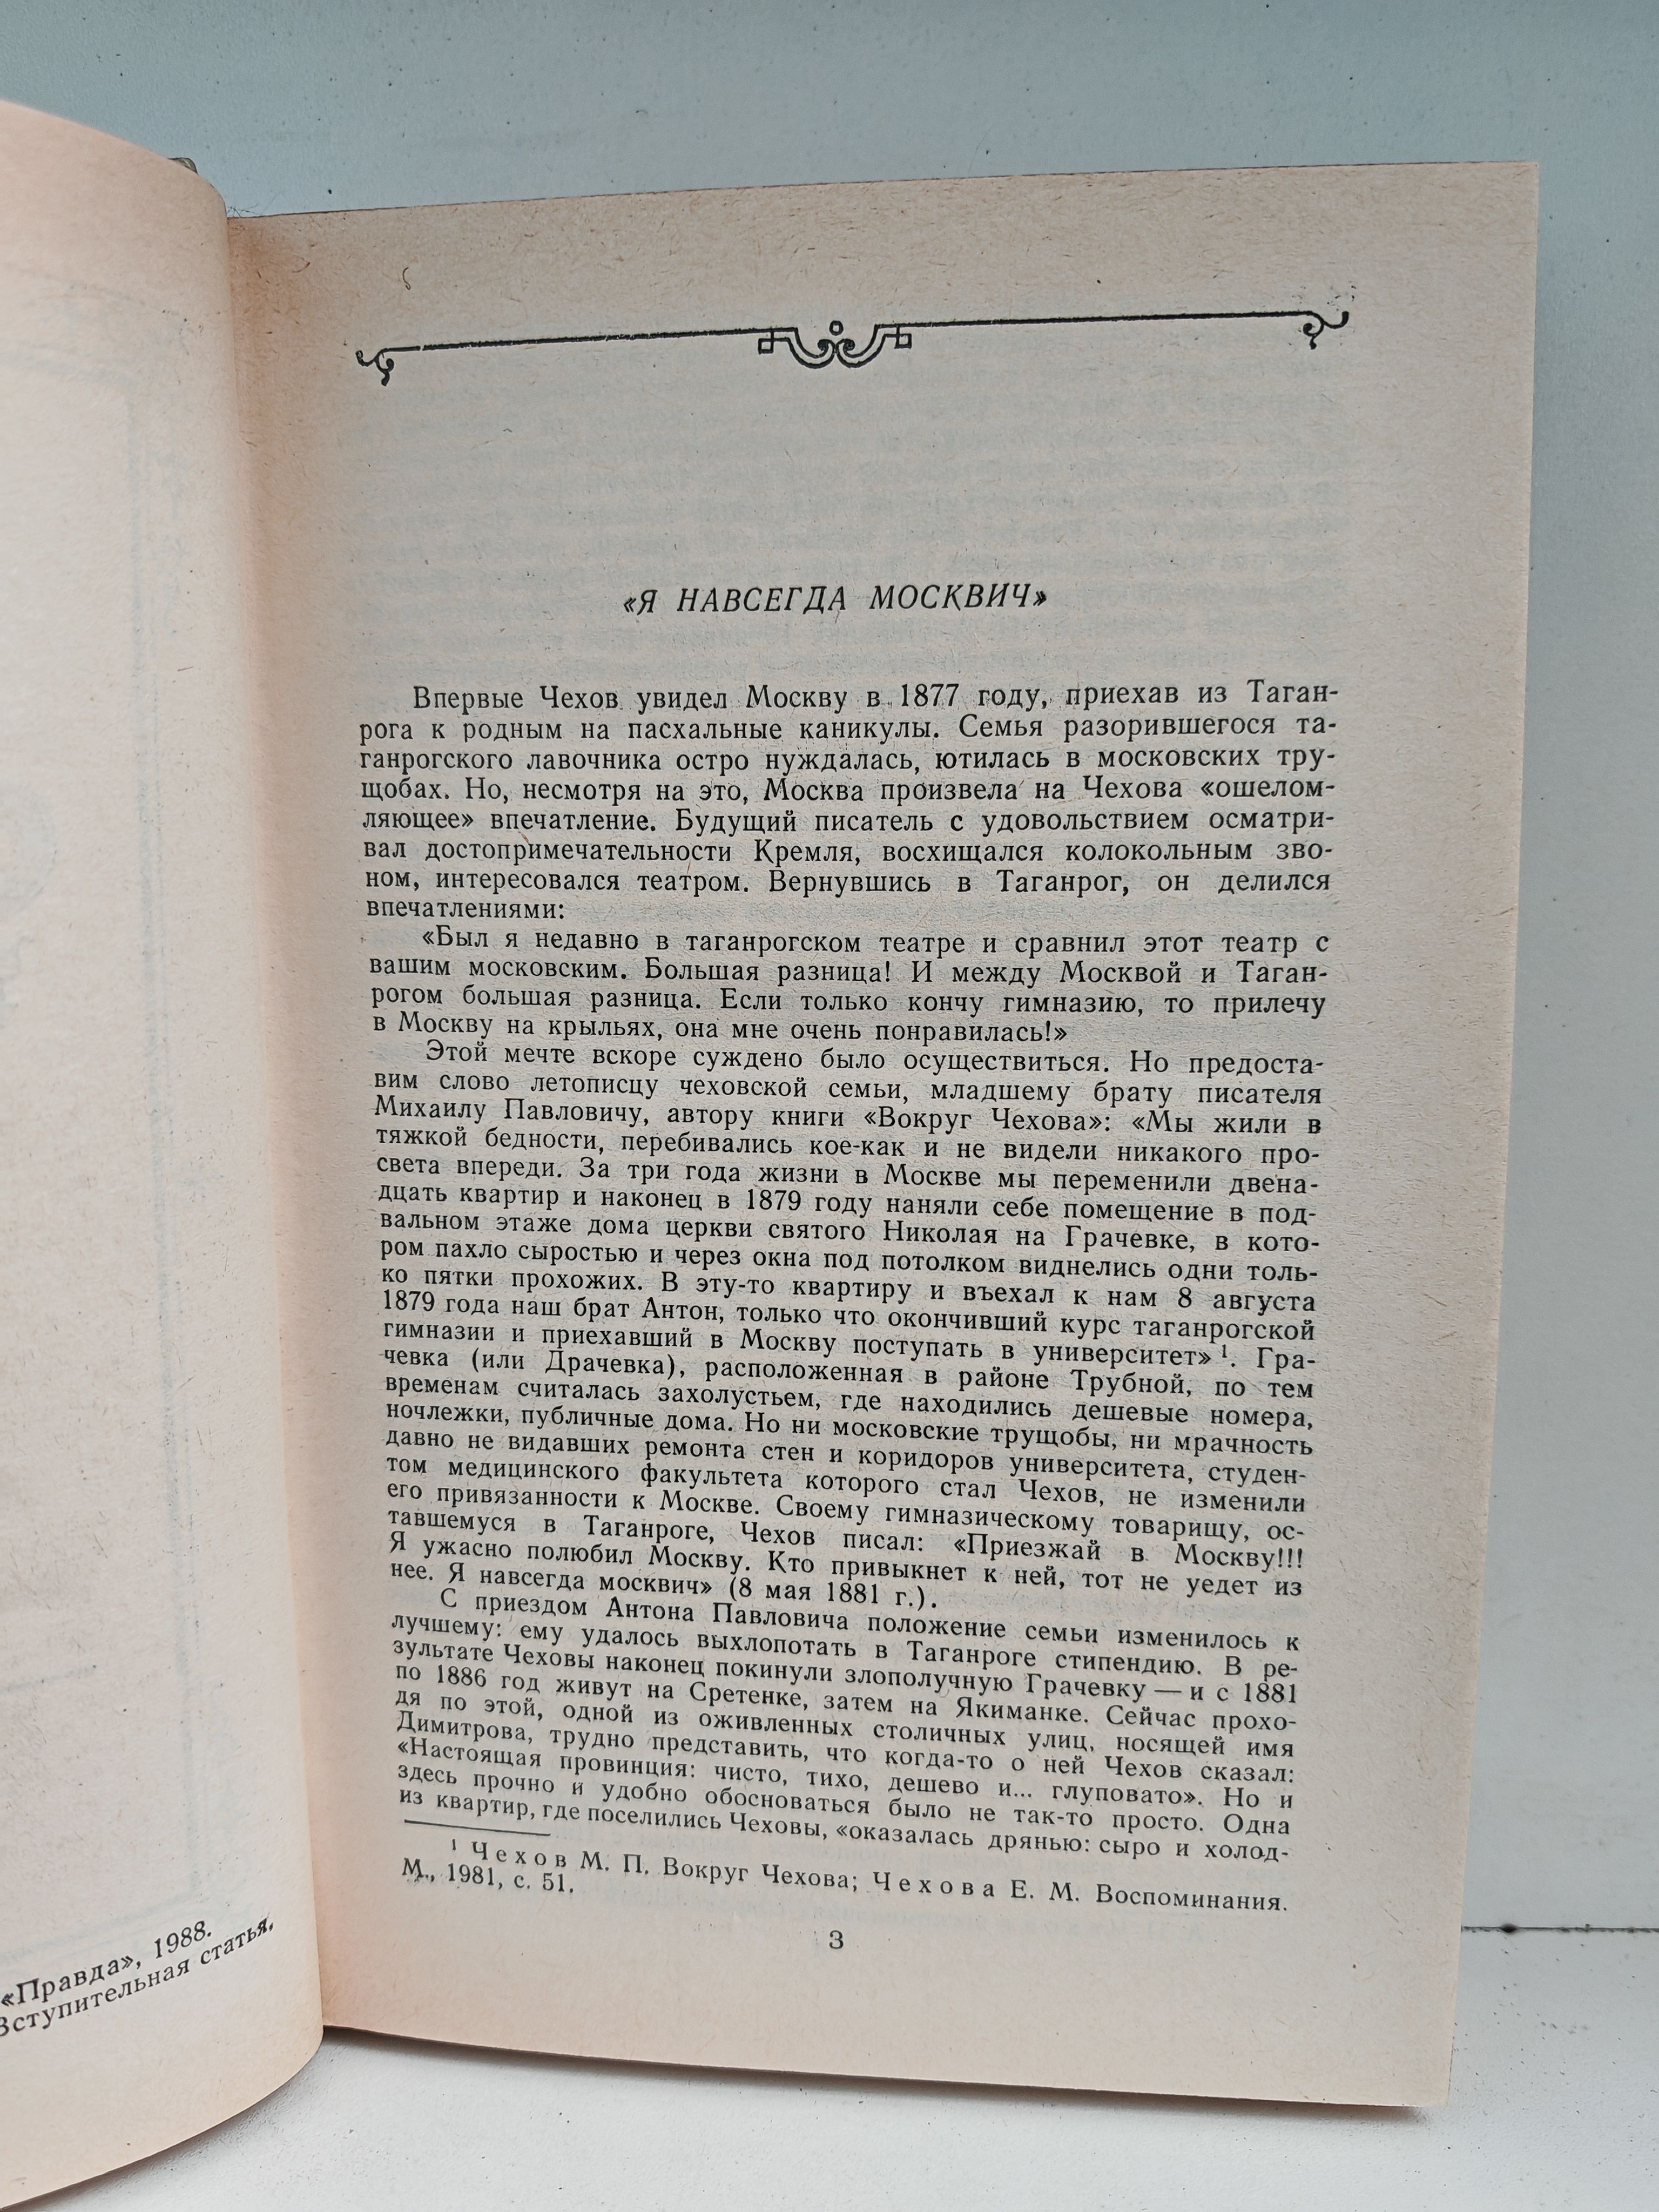 «Правда», 1988.
Вступительная статья.
«Я НАВСЕГДА МОСКВИЧ»
Впервые Чехов увидел Москву в 1877 году, приехав из Таган-
рога к родным на пасхальные каникулы. Семья разорившегося та-
ганрогского лавочника остро нуждалась, ютилась в московских тру-
щобах. Но, несмотря на это, Москва произвела на Чехова «ошелом-
ляющее» впечатление. Будущий писатель с удовольствием осматри-
вал достопримечательности Кремля, восхищался колокольным зво-
ном, интересовался театром. Вернувшись в Таганрог, он делился
впечатлениями:
«Был я недавно в таганрогском театре и сравнил этот театр с
вашим московским. Большая разница! И между Москвой и Таган-
рогом большая разница. Если только кончу гимназию, то прилечу
в Москву на крыльях, она мне очень понравилась!»
Этой мечте вскоре суждено было осуществиться. Но предоста-
вим слово летописцу чеховской семьи, младшему брату писателя
Михаилу Павловичу, автору книги «Вокруг Чехова»: «Мы жили в
тяжкой бедности, перебивались кое-как и не видели никакого про-
света впереди. За три года жизни в Москве мы переменили двена-
дцать квартир и наконец в 1879 году наняли себе помещение в под-
вальном этаже дома церкви святого Николая на Грачевке, в кото-
ром пахло сыростью и через окна под потолком виднелись одни толь-
ко пятки прохожих. В эту-то квартиру и въехал к нам 8 августа
1879 года наш брат Антон, только что окончивший курс таганрогской
гимназии и приехавший в Москву поступать в университет» ¹. Гра-
чевка (или Драчевка), расположенная в районе Трубной, по тем
временам считалась захолустьем, где находились дешевые номера,
ночлежки, публичные дома. Но ни московские трущобы, ни мрачность
давно не видавших ремонта стен и коридоров университета, студен-
том медицинского факультета которого стал Чехов, не изменили
его привязанности к Москве. Своему гимназическому товарищу, ос-
тавшемуся в Таганроге, Чехов писал: «Приезжай в Москву!!!
Я ужасно полюбил Москву. Кто привыкнет к ней, тот не уедет из
нее. Я навсегда москвич» (8 мая 1881 г.).
С приездом Антона Павловича положение семьи изменилось к
лучшему: ему удалось выхлопотать в Таганроге стипендию. В ре-
зультате Чеховы наконец покинули злополучную Грачевку — и с 1881
по 1886 год живут на Сретенке, затем на Якиманке. Сейчас прохо-
дя по этой, одной из оживленных столичных улиц, носящей имя
Димитрова, трудно представить, что когда-то о ней Чехов сказал:
«Настоящая провинция: чисто, тихо, дешево и... глуповато». Но и
здесь прочно и удобно обосноваться было не так-то просто. Одна
из квартир, где поселились Чеховы, «оказалась дрянью: сыро и холод-
¹ Чехов М. П. Вокруг Чехова; Чехова Е. М. Воспоминания.
М., 1981, с. 51.
3